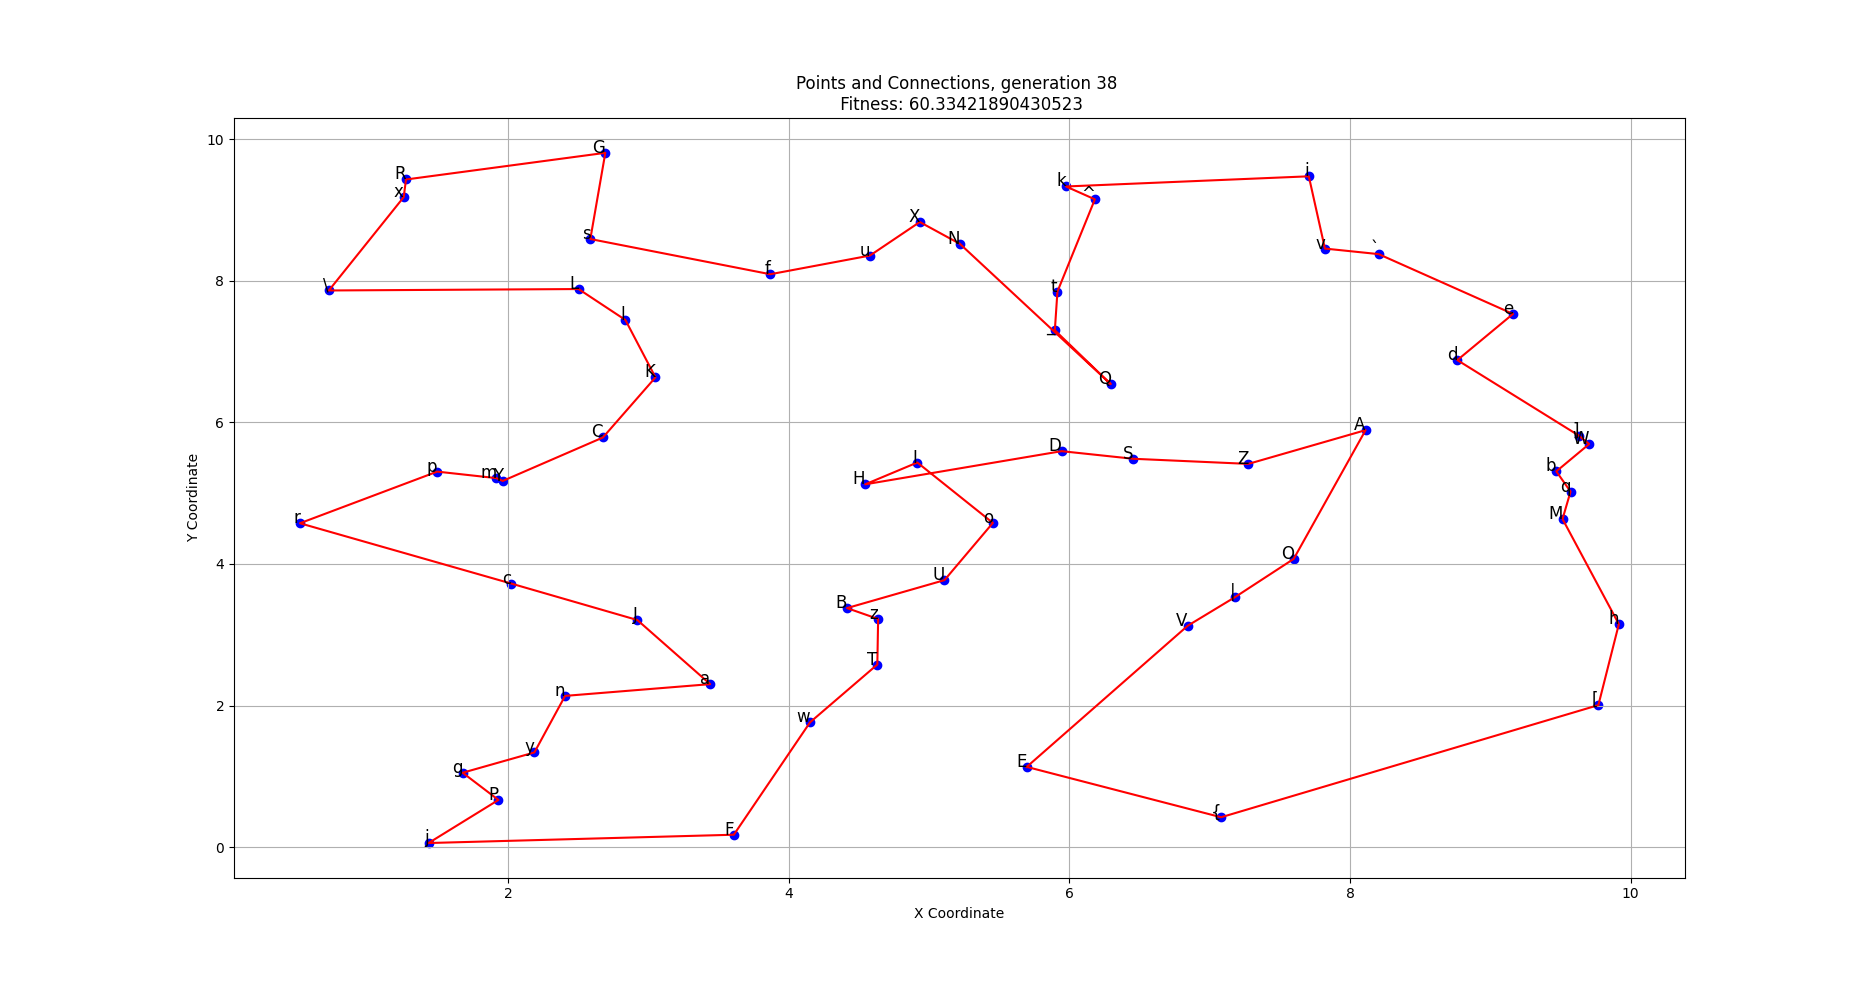 Points and Connections, generation 38
Fitness: 60.33421890430523
10
G
R
k
i
^
x
X
s
N
v
`
u
f
8
\
L
t
e
l
_
d
K
Q
6
C
A
]
W
D
S
Z
p
m
Y
H
b
q
r
o
M
4
c
O
U
B
z
h
V
T
a
n
2
[
w
y
g
E
P
{
F
j
0
2
4
6
8
10
X Coordinate
Y Coordinate